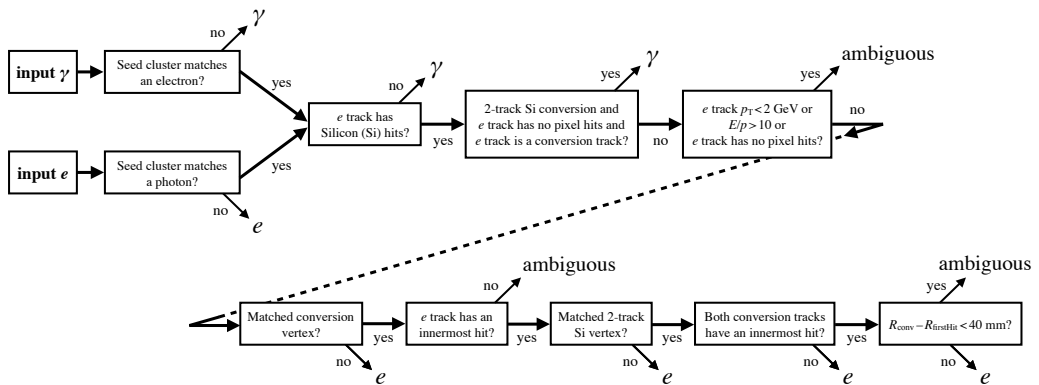 input γ
Seed cluster matches
an electron?
no
γ
yes
input e
Seed cluster matches
a photon?
no
e
yes
e track has
Silicon (Si) hits?
no
γ
yes
2-track Si conversion and
e track has no pixel hits and
e track is a conversion track?
yes
γ
no
e track pT < 2 GeV or
E/p > 10 or
e track has no pixel hits?
yes
ambiguous
no
Matched conversion
vertex?
no
e
yes
e track has an
innermost hit?
no
ambiguous
yes
Matched 2-track
Si vertex?
no
e
yes
Both conversion tracks
have an innermost hit?
no
e
yes
Rconv − RfirstHit < 40 mm?
yes
ambiguous
no
e